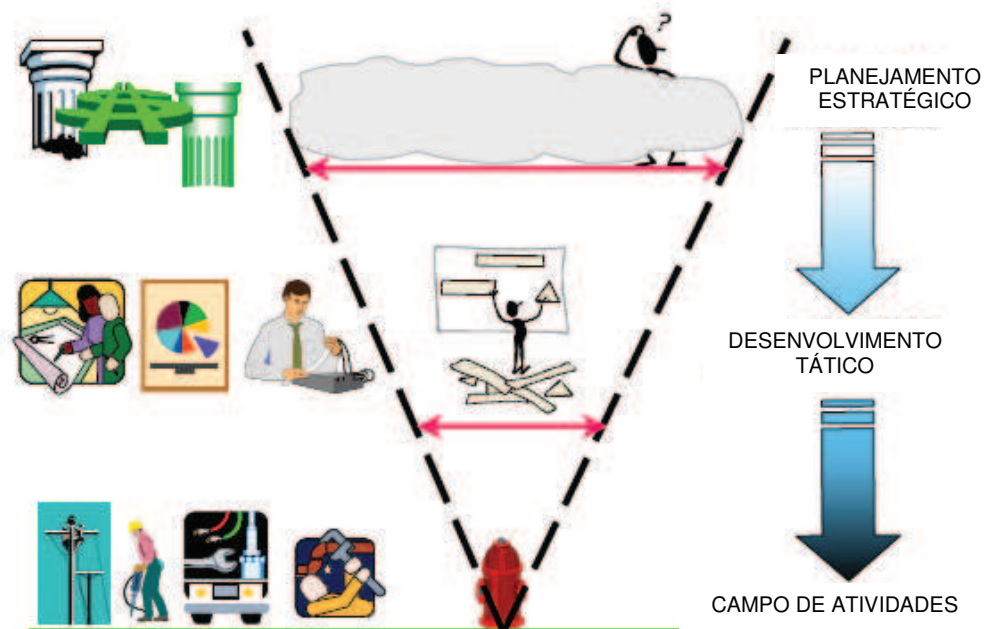 ?
PLANEJAMENTO
ESTRATÉGICO
DESENVOLVIMENTO
TÁTICO
CAMPO DE ATIVIDADES